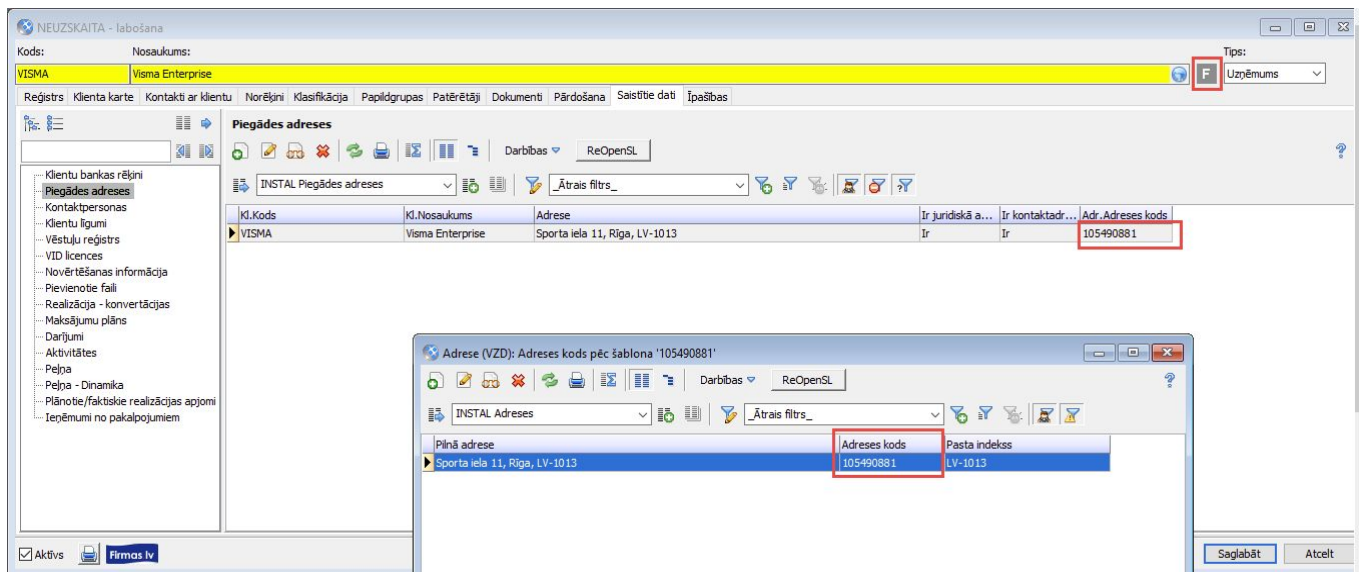 NEUZSKAITA - labošana
Kods: Nosaukums: Tips:
VISMA Visma Enterprise F Uzņēmums
Reģistrs Klienta karte Kontakti ar klientu Norēķini Klasifikācija Papildgrupas Patērētāji Dokumenti Pārdošana Saistītie dati Īpašības
Piegādes adreses
Darbības ReOpenSL
INSTAL Piegādes adreses _Ātrais filtrs_
Klientu bankas rēķini
Piegādes adreses
Kontaktpersonas
Klientu līgumi
Vēstuļu reģistrs
VID licences
Novērtēšanas informācija
Pievienotie faili
Realizācija - konvertācijas
Maksājumu plāns
Darījumi
Aktivitātes
Peļņa
Peļņa - Dinamika
Plānotie/faktiskie realizācijas apjomi
Ieņēmumi no pakalpojumiem
Kl.Kods Kl.Nosaukums Adrese Ir juridiskā a... Ir kontaktadr... Adr.Adreses kods
VISMA Visma Enterprise Sporta iela 11, Rīga, LV-1013 Ir Ir 105490881
Adrese (VZD): Adreses kods pēc šablona '105490881'
Darbības ReOpenSL
INSTAL Adreses _Ātrais filtrs_
Pilnā adrese Adreses kods Pasta indekss
Sporta iela 11, Rīga, LV-1013 105490881 LV-1013
Aktīvs Firmas lv Saglabāt Atcelt